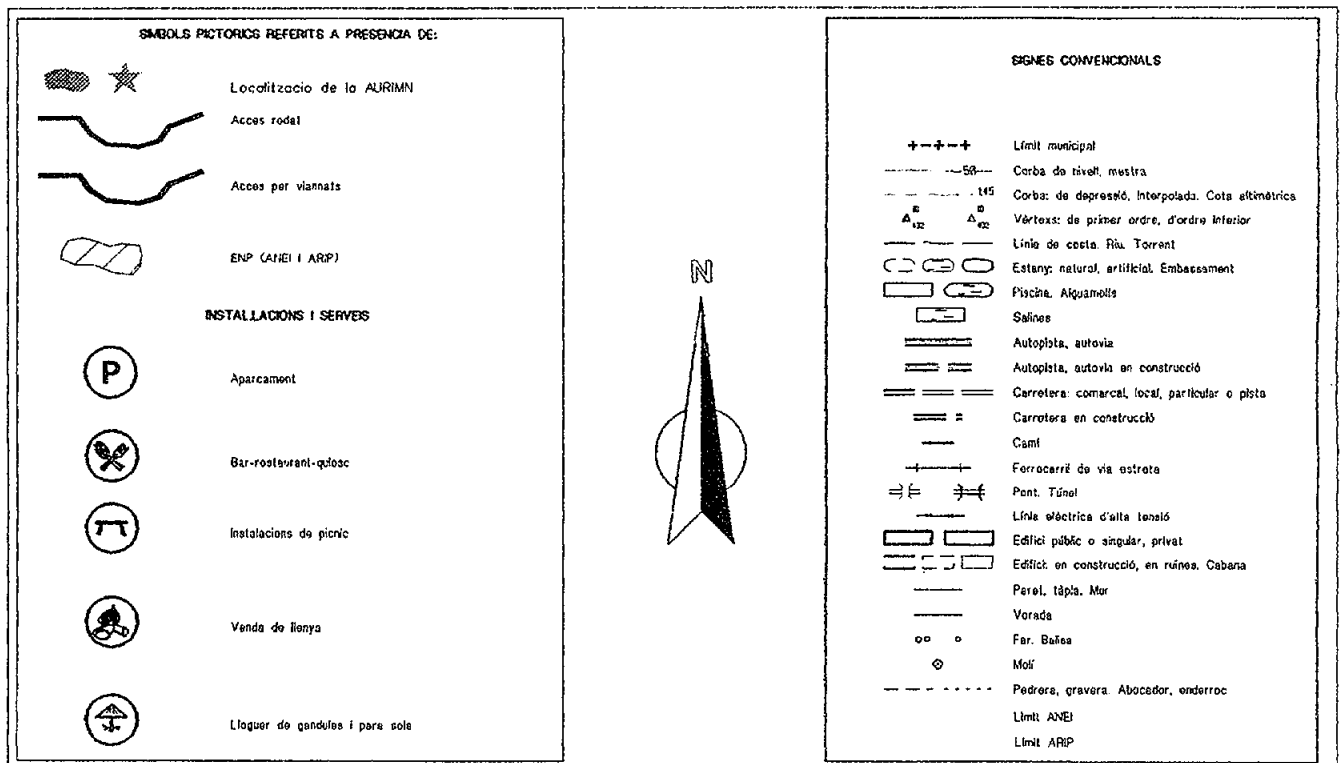 SIMBOLS PICTORICS REFERITS A PRESENCIA DE:
Localitzacio de la AURIMN
Acces rodat
Acces per viannats
ENP (ANEI I ARIP)
INSTAL.LACIONS I SERVEIS
P
Aparcament
Bar-restaurant-quiosc
Instalacions de picnic
Venda de llenya
Lloguer de gandules i para sols
N
SIGNES CONVENCIONALS
Límit municipal
50
Corba de nivell, mestra
145
Corba: de depressió, Interpolada. Cota altimètrica
432
432
Vèrtexs: de primer ordre, d'ordre inferior
Línia de costa. Riu. Torrent
Estany: natural, artificial. Embassament
Piscina. Aiguamolls
Salines
Autopista, autovia
Autopista, autovia en construcció
Carretera: comarcal, local, particular o pista
Carretera en construcció
Camí
Ferrocarril de via estreta
Pont. Túnel
Línia elèctrica d'alta tensió
Edifici públic o singular, privat
Edifici: en construcció, en ruïnes. Cabana
Paret, tàpia. Mur
Vorada
Far. Balisa
Molí
Pedrera, gravera. Abocador, enderroc
Límit ANEI
Límit ARIP